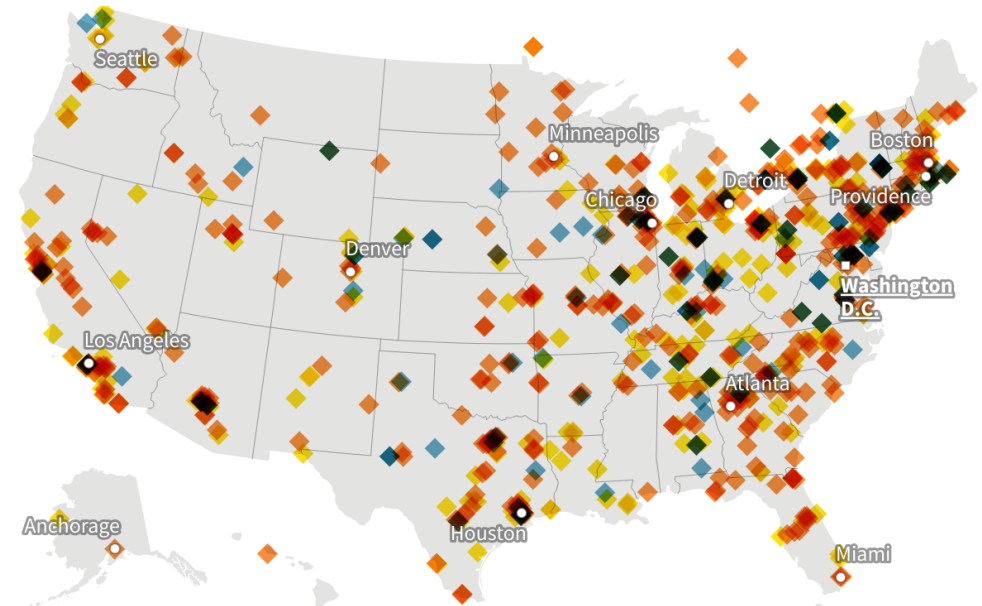 Seattle
Minneapolis
Boston
Detroit
Chicago
Providence
Denver
Washington
D.C.
Los Angeles
Atlanta
Anchorage
Houston
Miami